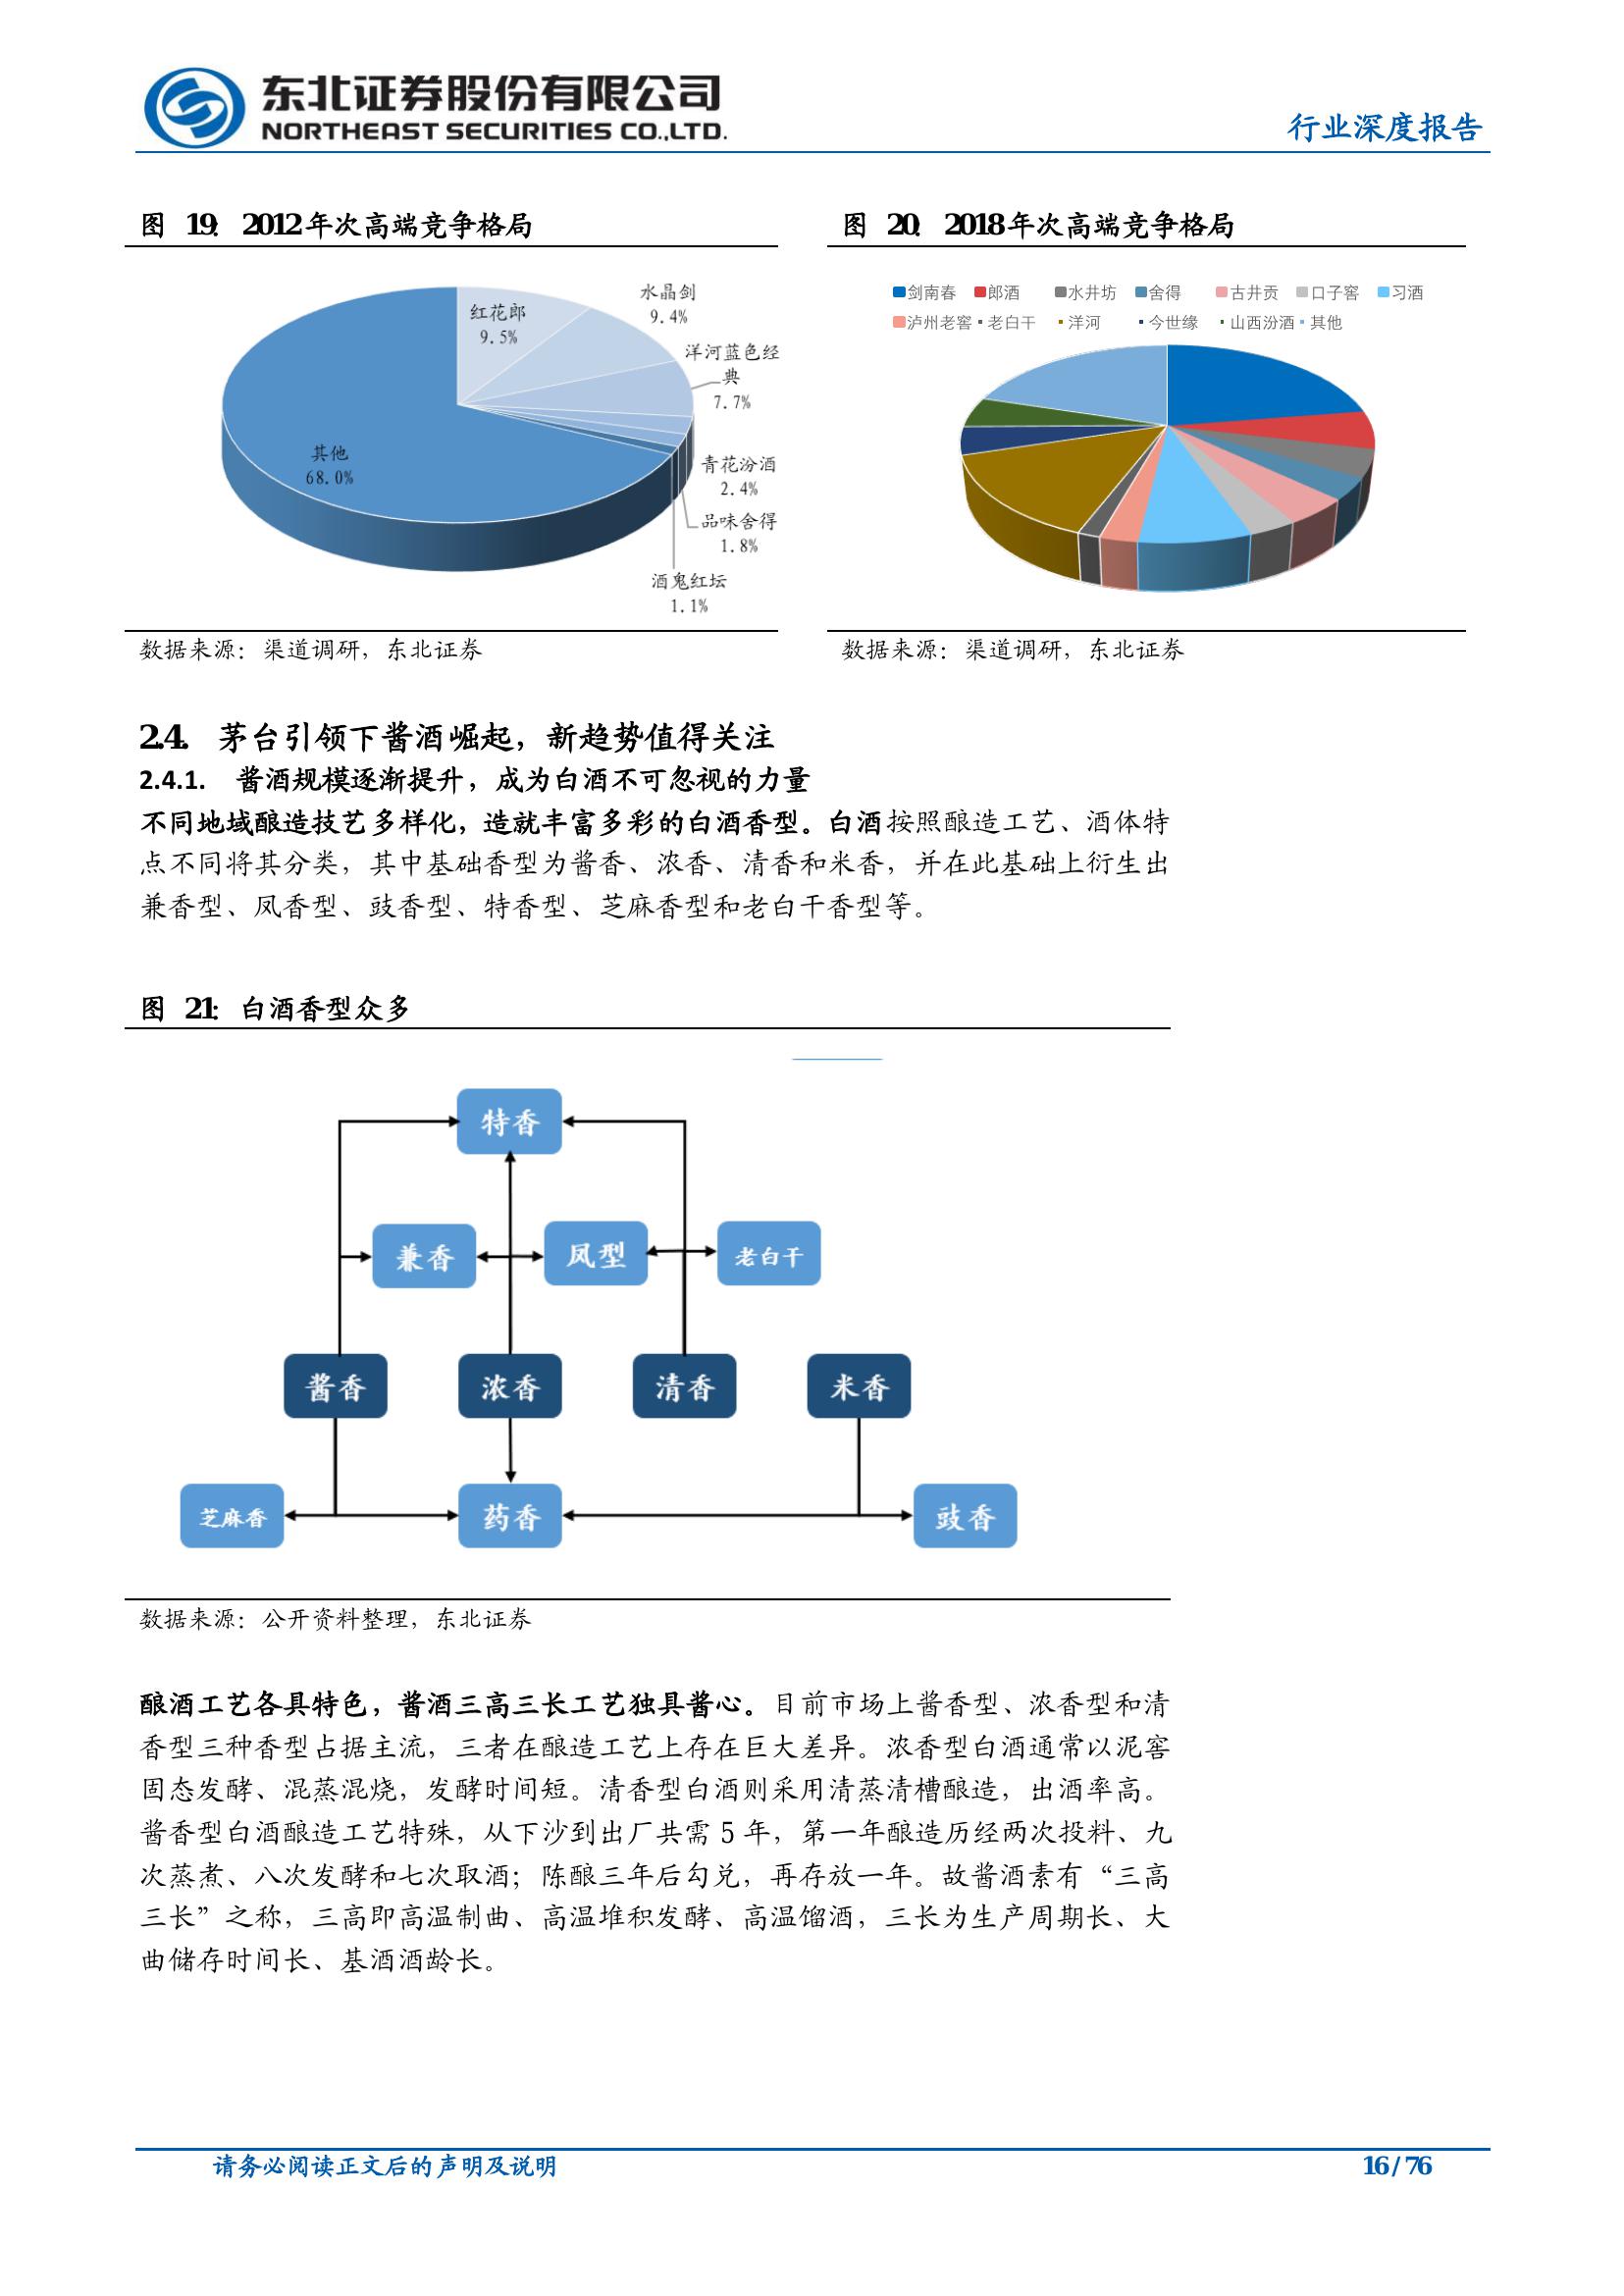 东北证券股份有限公司
NORTHEAST SECURITIES CO.,LTD.
行业深度报告
图 19： 2012年次高端竞争格局
红花郎
9.5%
水晶剑
9.4%
洋河蓝色经
典
7.7%
青花汾酒
2.4%
品味舍得
1.8%
酒鬼红坛
1.1%
其他
68.0%
数据来源：渠道调研，东北证券
图 20： 2018年次高端竞争格局
剑南春 郎酒 水井坊 舍得 古井贡 口子窖 习酒
泸州老窖 老白干 洋河 今世缘 山西汾酒 其他
数据来源：渠道调研，东北证券
2.4. 茅台引领下酱酒崛起，新趋势值得关注
2.4.1. 酱酒规模逐渐提升，成为白酒不可忽视的力量
不同地域酿造技艺多样化，造就丰富多彩的白酒香型。白酒按照酿造工艺、酒体特
点不同将其分类，其中基础香型为酱香、浓香、清香和米香，并在此基础上衍生出
兼香型、凤香型、豉香型、特香型、芝麻香型和老白干香型等。
图 21：白酒香型众多
特香
兼香 凤型 老白干
酱香 浓香 清香 米香
芝麻香 药香 豉香
数据来源：公开资料整理，东北证券
酿酒工艺各具特色，酱酒三高三长工艺独具酱心。目前市场上酱香型、浓香型和清
香型三种香型占据主流，三者在酿造工艺上存在巨大差异。浓香型白酒通常以泥窖
固态发酵、混蒸混烧，发酵时间短。清香型白酒则采用清蒸清槽酿造，出酒率高。
酱香型白酒酿造工艺特殊，从下沙到出厂共需 5 年，第一年酿造历经两次投料、九
次蒸煮、八次发酵和七次取酒；陈酿三年后勾兑，再存放一年。故酱酒素有“三高
三长”之称，三高即高温制曲、高温堆积发酵、高温馏酒，三长为生产周期长、大
曲储存时间长、基酒酒龄长。
请务必阅读正文后的声明及说明
16 / 76